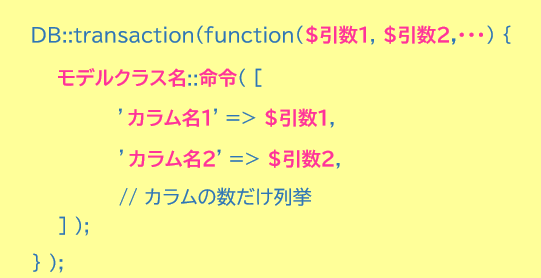 DB::transaction(function($引数1, $引数2,・・・) {
モデルクラス名::命令( [
’カラム名1’ => $引数1,
’カラム名2’ => $引数2,
// カラムの数だけ列挙
] );
} );